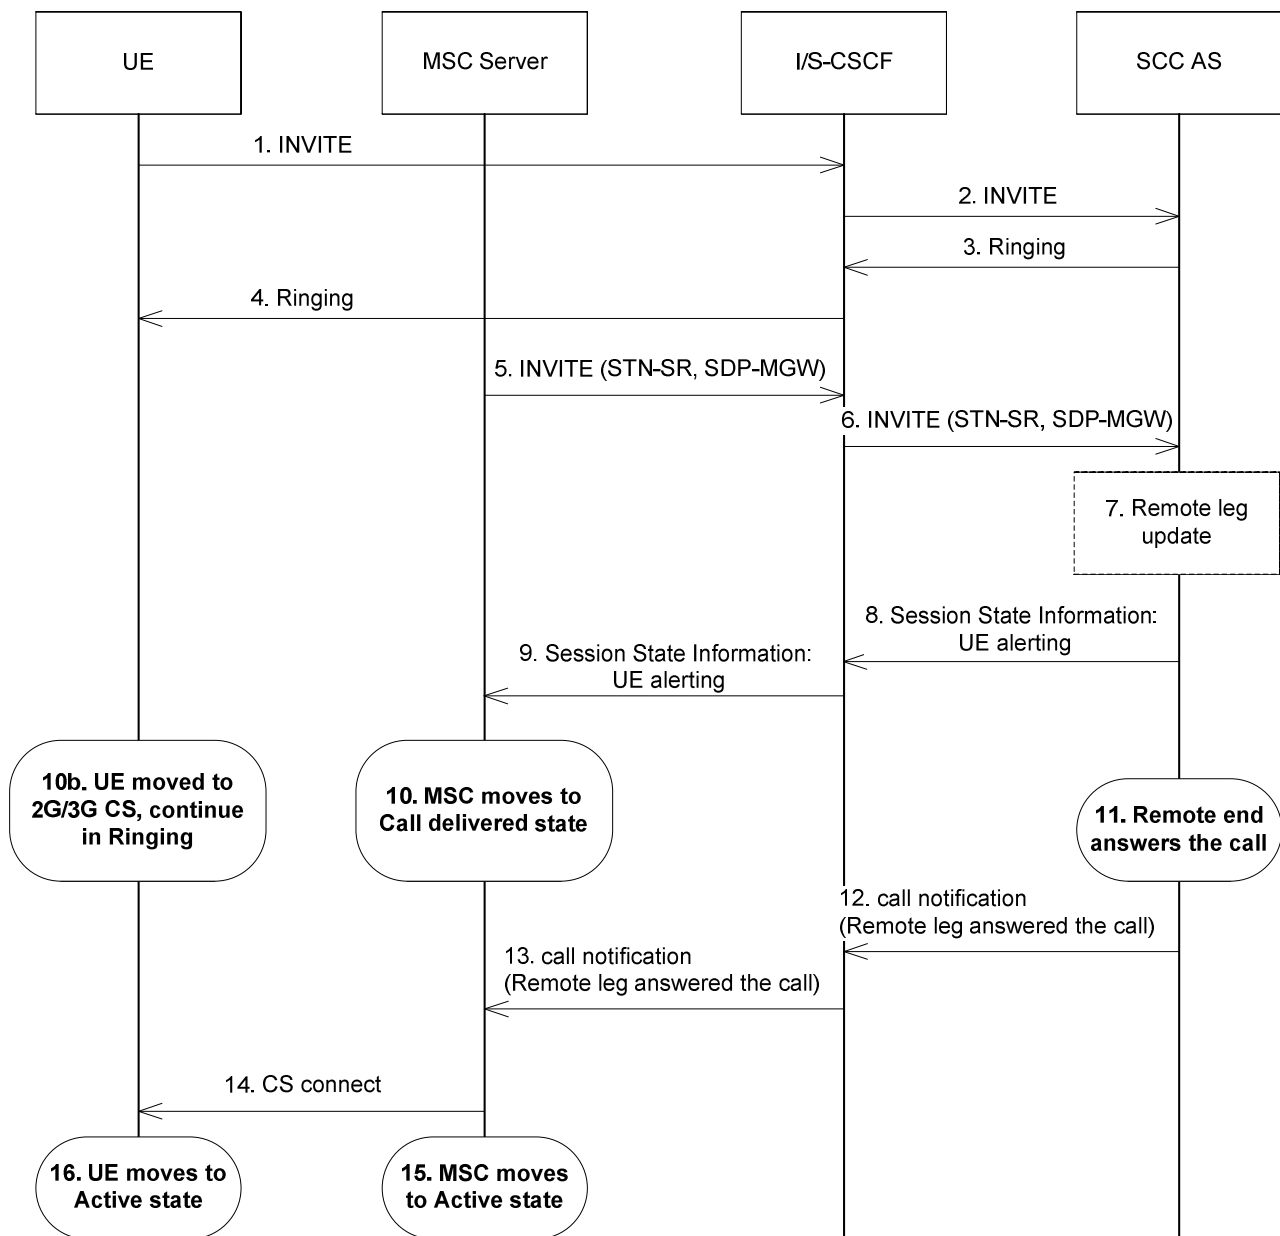 UE
MSC Server
I/S-CSCF
SCC AS
1. INVITE
2. INVITE
3. Ringing
4. Ringing
5. INVITE (STN-SR, SDP-MGW)
6. INVITE (STN-SR, SDP-MGW)
7. Remote leg
update
8. Session State Information:
UE alerting
9. Session State Information:
UE alerting
10b. UE moved to
2G/3G CS, continue
in Ringing
10. MSC moves to
Call delivered state
11. Remote end
answers the call
12. call notification
(Remote leg answered the call)
13. call notification
(Remote leg answered the call)
14. CS connect
16. UE moves to
Active state
15. MSC moves
to Active state